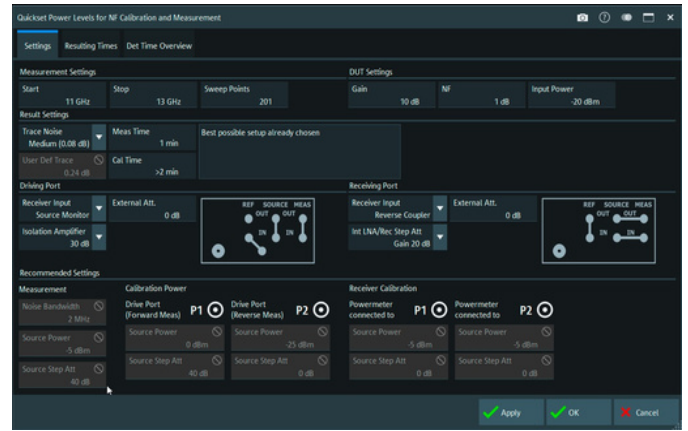 Quickset Power Levels for NF Calibration and Measurement
Settings Resulting Times Det Time Overview
Measurement Settings DUT Settings
Start Stop Sweep Points Gain NF Input Power
11 GHz 13 GHz 201 10 dB 1 dB -20 dBm
Result Settings
Trace Noise Meas Time Best possible setup already chosen
Medium (0.08 dB) 1 min
User Def Trace Cal Time
0.24 dB >2 min
Driving Port Receiving Port
Receiver Input External Att. REF SOURCE MEAS Receiver Input External Att. REF SOURCE MEAS
Source Monitor 0 dB OUT OUT Reverse Coupler 0 dB OUT OUT
Isolation Amplifier IN IN Int LNA/Rec Step Att IN IN
30 dB Gain 20 dB
Recommended Settings
Measurement Calibration Power Receiver Calibration
Noise Bandwidth Drive Port P1 Drive Port P2 Powermeter P1 Powermeter P2
2 MHz (Forward Meas) (Reverse Meas) connected to connected to
Source Power Source Power Source Power Source Power Source Power
-5 dBm 0 dBm -25 dBm -5 dBm -5 dBm
Source Step Att Source Step Att Source Step Att Source Step Att Source Step Att
40 dB 40 dB 0 dB 0 dB 0 dB
Apply OK Cancel